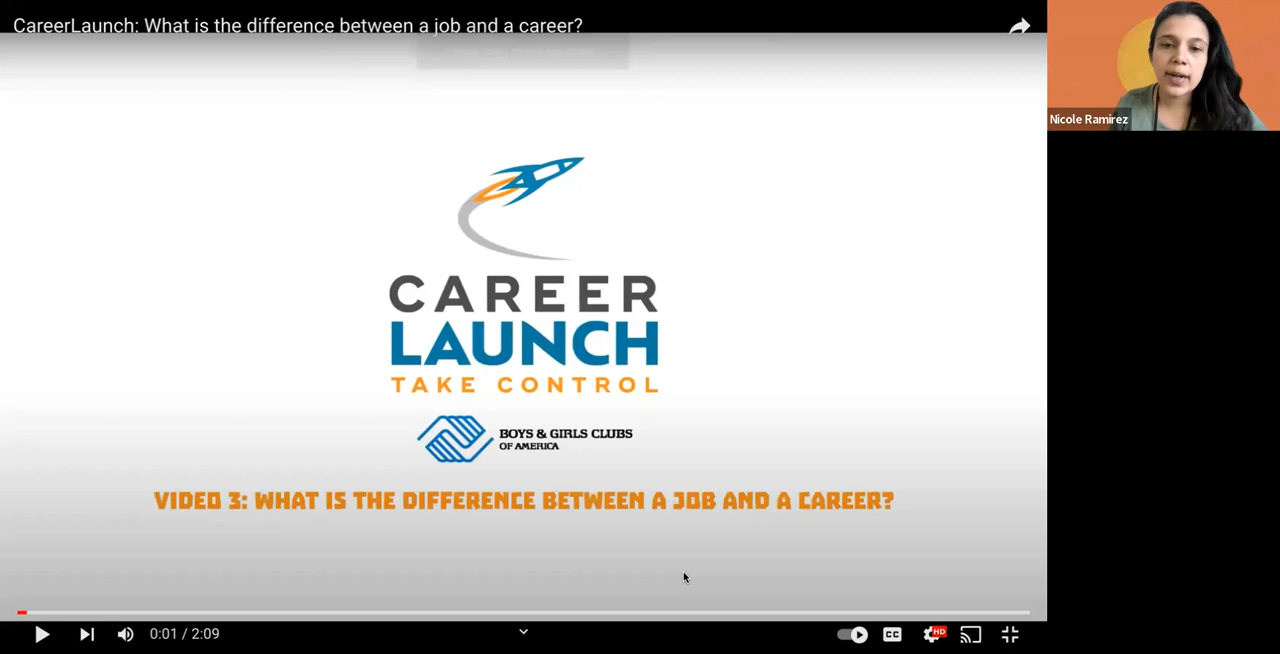 CareerLaunch: What is the difference between a job and a career?
Nicole Ramirez
CAREER
LAUNCH
TAKE CONTROL
BOYS & GIRLS CLUBS
OF AMERICA
VIDEO 3: WHAT IS THE DIFFERENCE BETWEEN A JOB AND A CAREER?
0:01 / 2:09
CC
HD